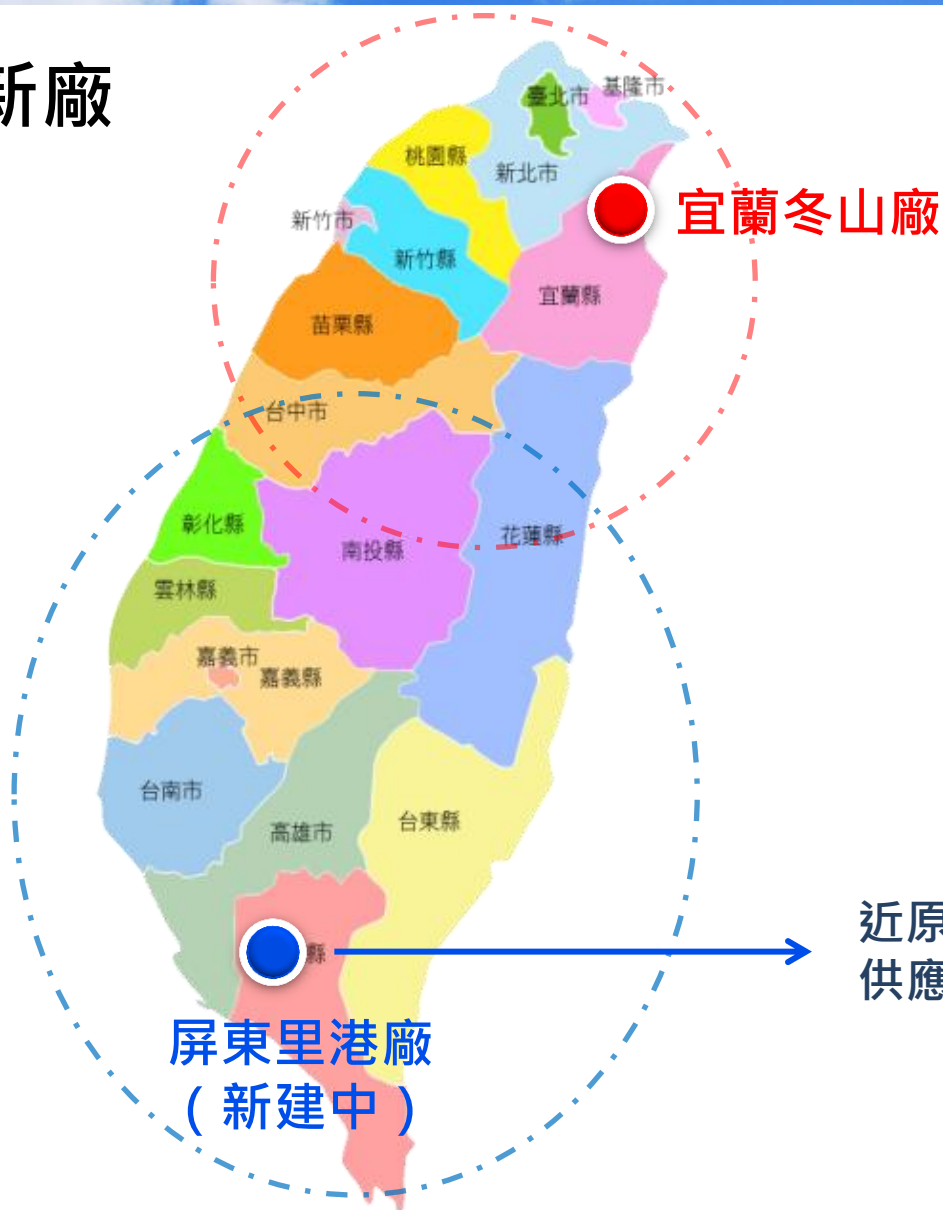 新廠
臺北市
基隆市
桃園縣
新北市
新竹市
宜蘭冬山廠
新竹縣
宜蘭縣
苗栗縣
台中市
彰化縣
花蓮縣
南投縣
雲林縣
嘉義市
嘉義縣
台南市
台東縣
高雄市
縣
近原
供應
屏東里港廠
（新建中）